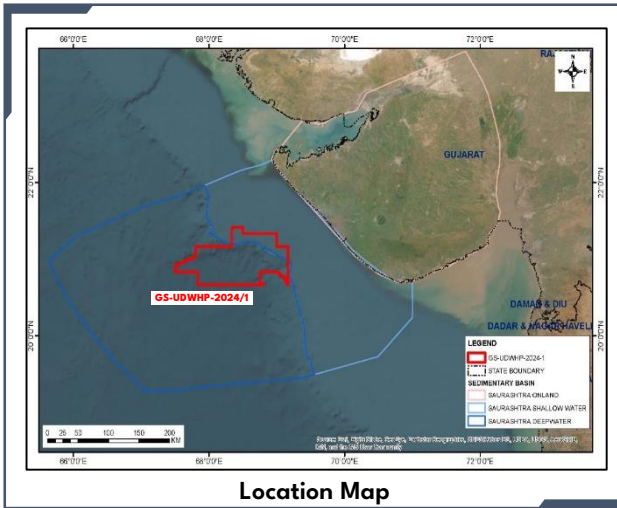 66°0'0"E 68°0'0"E 70°0'0"E 72°0'0"E
N
W E
S
RAJ
GUJARAT
22°0'0"N
22°0'0"N
GS-UDWHP-2024/1
DAMAN & DIU
DADAR & NAGAR HAVELI
20°0'0"N
20°0'0"N
LEGEND
GS-UDWHP-2024-1
STATE BOUNDARY
SEDIMENTARY BASIN
SAURASHTRA ONLAND
SAURASHTRA SHALLOW WATER
SAURASHTRA DEEPWATER
0 25 50 100 150 200
KM
66°0'0"E 68°0'0"E 70°0'0"E 72°0'0"E
Location Map